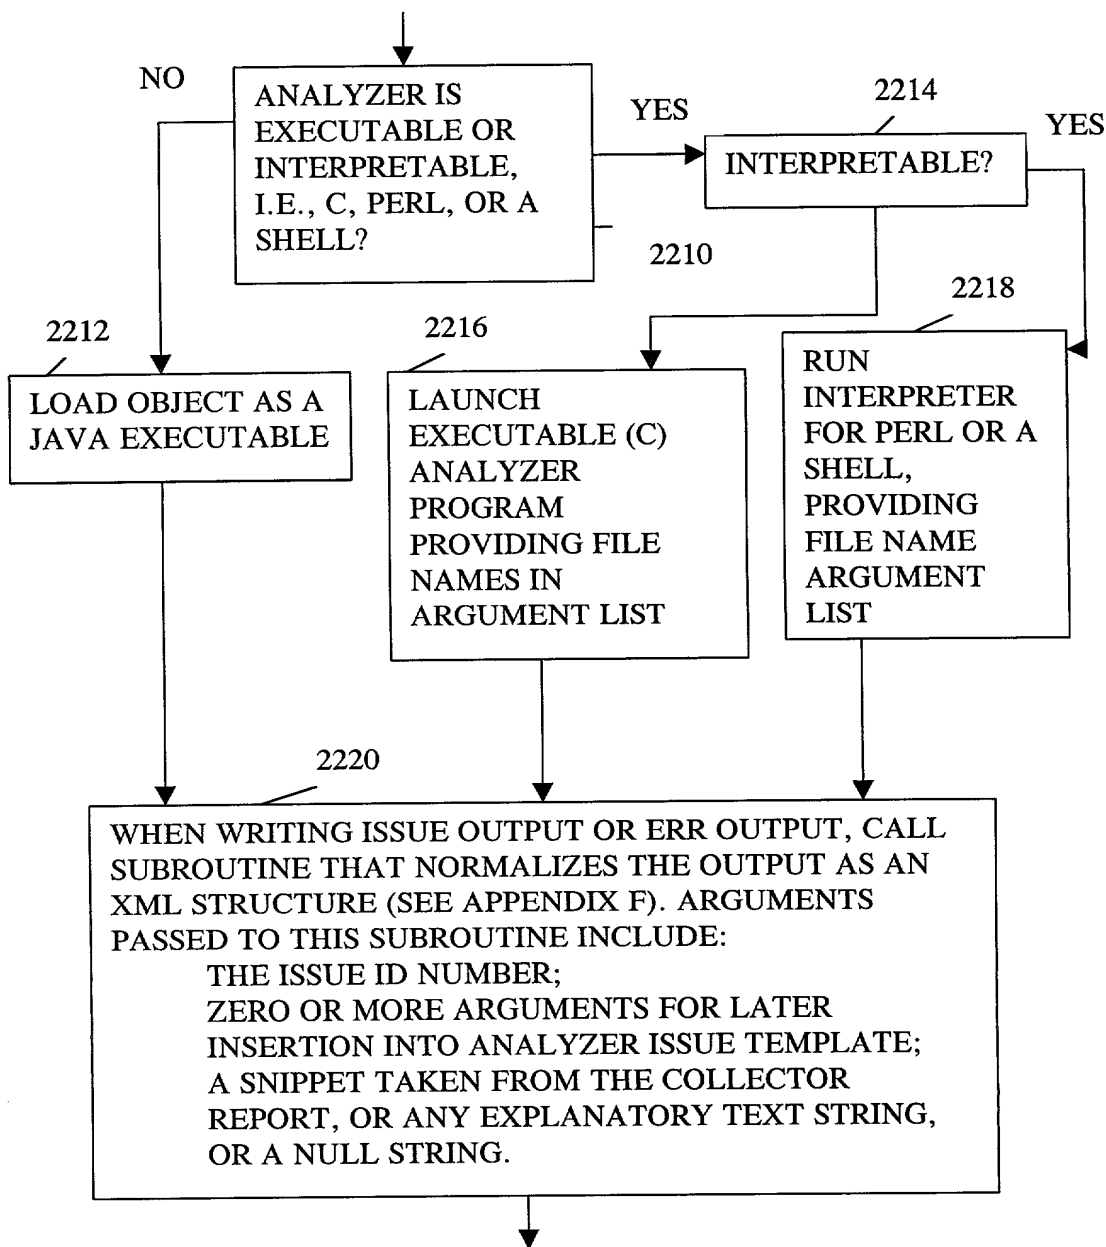 NO
ANALYZER IS
EXECUTABLE OR
INTERPRETABLE,
I.E., C, PERL, OR A
SHELL?
YES
2214
YES
INTERPRETABLE?
2210
2212
2216
2218
LOAD OBJECT AS A
JAVA EXECUTABLE
LAUNCH
EXECUTABLE (C)
ANALYZER
PROGRAM
PROVIDING FILE
NAMES IN
ARGUMENT LIST
RUN
INTERPRETER
FOR PERL OR A
SHELL,
PROVIDING
FILE NAME
ARGUMENT
LIST
2220
WHEN WRITING ISSUE OUTPUT OR ERR OUTPUT, CALL
SUBROUTINE THAT NORMALIZES THE OUTPUT AS AN
XML STRUCTURE (SEE APPENDIX F). ARGUMENTS
PASSED TO THIS SUBROUTINE INCLUDE:
THE ISSUE ID NUMBER;
ZERO OR MORE ARGUMENTS FOR LATER
INSERTION INTO ANALYZER ISSUE TEMPLATE;
A SNIPPET TAKEN FROM THE COLLECTOR
REPORT, OR ANY EXPLANATORY TEXT STRING,
OR A NULL STRING.